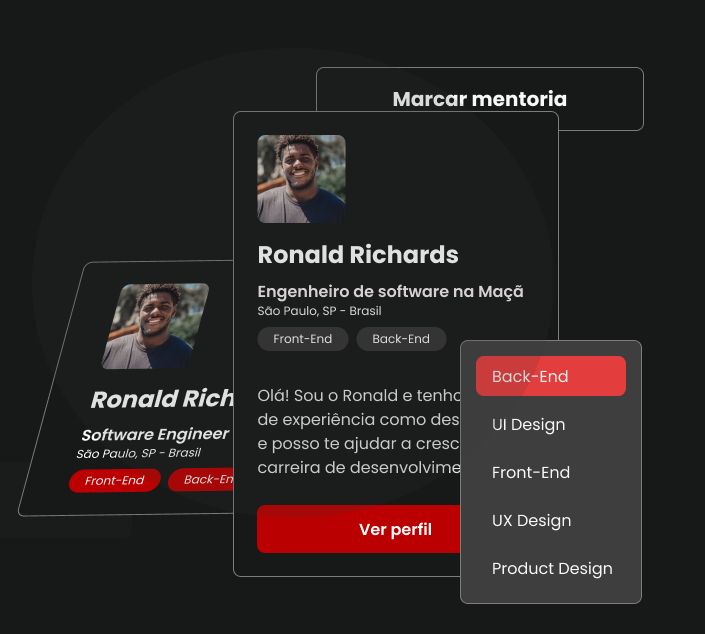 Marcar mentoria
Ronald Richards
Engenheiro de software na Maçã
São Paulo, SP - Brasil
Front-End
Back-End
Olá! Sou o Ronald e tenho
de experiência como des
e posso te ajudar a cresc
carreira de desenvolvime
Ver perfil
Back-End
UI Design
Front-End
UX Design
Product Design
Ronald Rich
Software Engineer
São Paulo, SP - Brasil
Front-End
Back-En